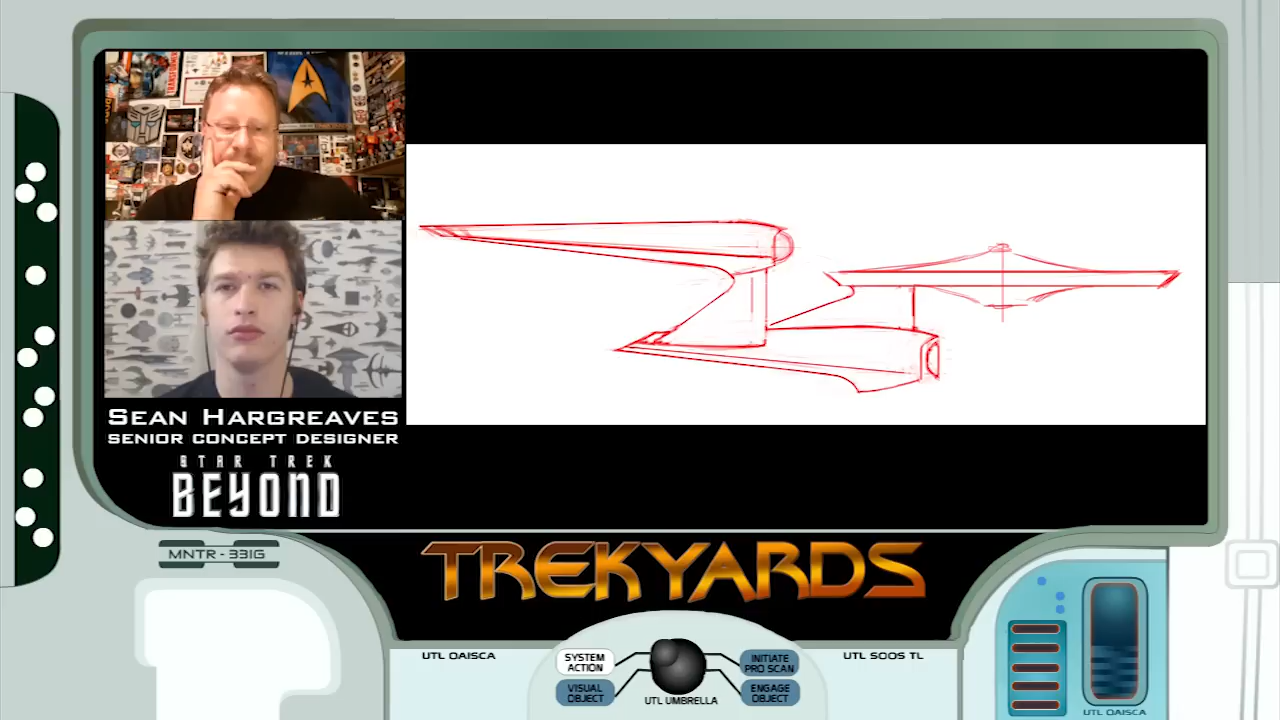 TRANSFORMERS
SEAN HARGREAVES
SENIOR CONCEPT DESIGNER
STAR TREK
BEYOND
MNTR - 331G
TREKYARDS
UTL OAISCA
SYSTEM
ACTION
VISUAL
OBJECT
UTL UMBRELLA
INITIATE
PRO SCAN
ENGAGE
OBJECT
UTL SOOS TL
UTL OAISCA